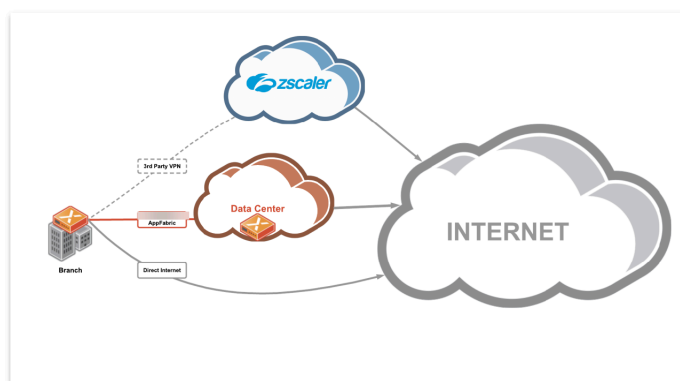 zscaler
3rd Party VPN
Data Center
AppFabric
INTERNET
Branch
Direct Internet